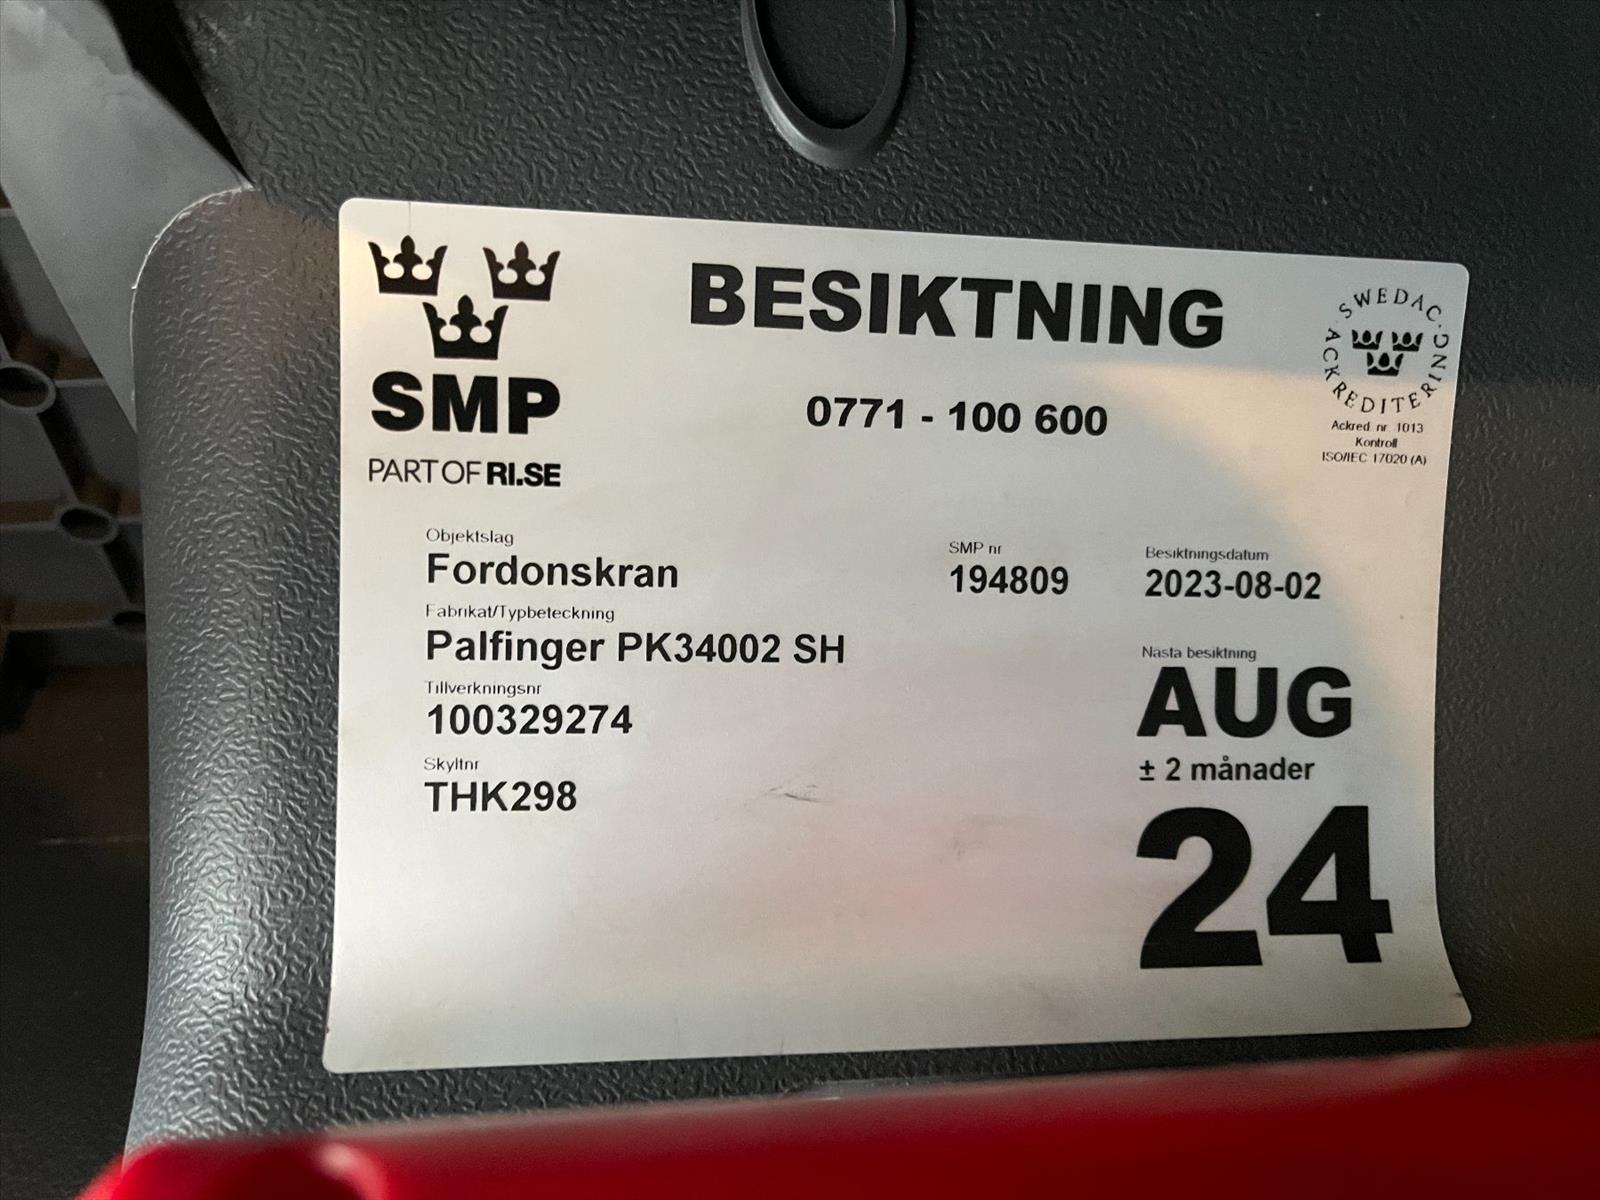 BESIKTNING
0771 - 100 600
SMP
PART OF RI.SE
SWEDAC · ACKREDITERING ·
Ackred nr 1013
Kontroll
ISO/IEC 17020 (A)
Objektslag
Fordonskran
Fabrikat/Typbeteckning
Palfinger PK34002 SH
Tillverkningsnr
100329274
Skyltnr
THK298
SMP nr
194809
Besiktningsdatum
2023-08-02
Nästa besiktning
AUG
± 2 månader
24